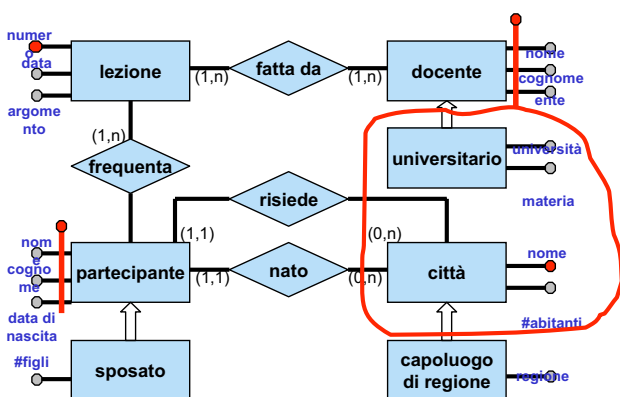 numer
o
data
argome
nto
lezione
(1,n)
fatta da
(1,n)
docente
nome
cognome
ente
(1,n)
frequenta
universitario
università
materia
risiede
(1,1)
(0,n)
nom
e
cogno
me
data di
nascita
partecipante
(1,1)
nato
(0,n)
città
nome
#abitanti
#figli
sposato
capoluogo
di regione
regione